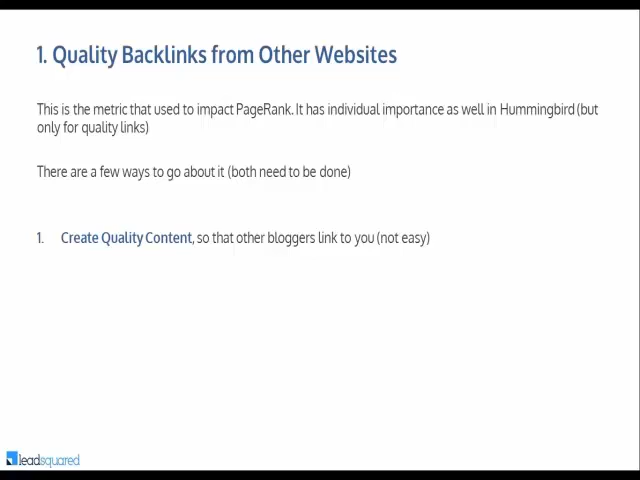 1. Quality Backlinks from Other Websites
This is the metric that used to impact PageRank. It has individual importance as well in Hummingbird (but
only for quality links)
There are a few ways to go about it (both need to be done)
1. Create Quality Content, so that other bloggers link to you (not easy)
leadsquared